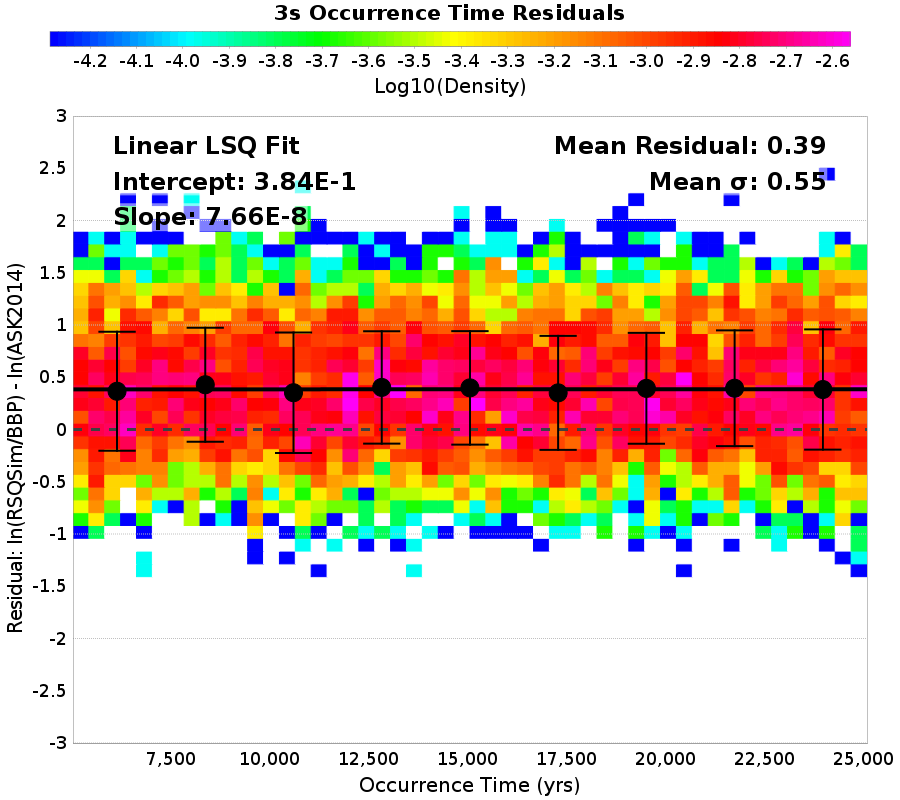 3s Occurrence Time Residuals
-4.2 -4.1 -4.0 -3.9 -3.8 -3.7 -3.6 -3.5 -3.4 -3.3 -3.2 -3.1 -3.0 -2.9 -2.8 -2.7 -2.6
Log10(Density)
Linear LSQ Fit
Intercept: 3.84E-1
Slope: 7.66E-8
Mean Residual: 0.39
Mean σ: 0.55
Residual: ln(RSQSim/BBP) - ln(ASK2014)
3
2.5
2
1.5
1
0.5
0
-0.5
-1
-1.5
-2
-2.5
-3
7,500 10,000 12,500 15,000 17,500 20,000 22,500 25,000
Occurrence Time (yrs)